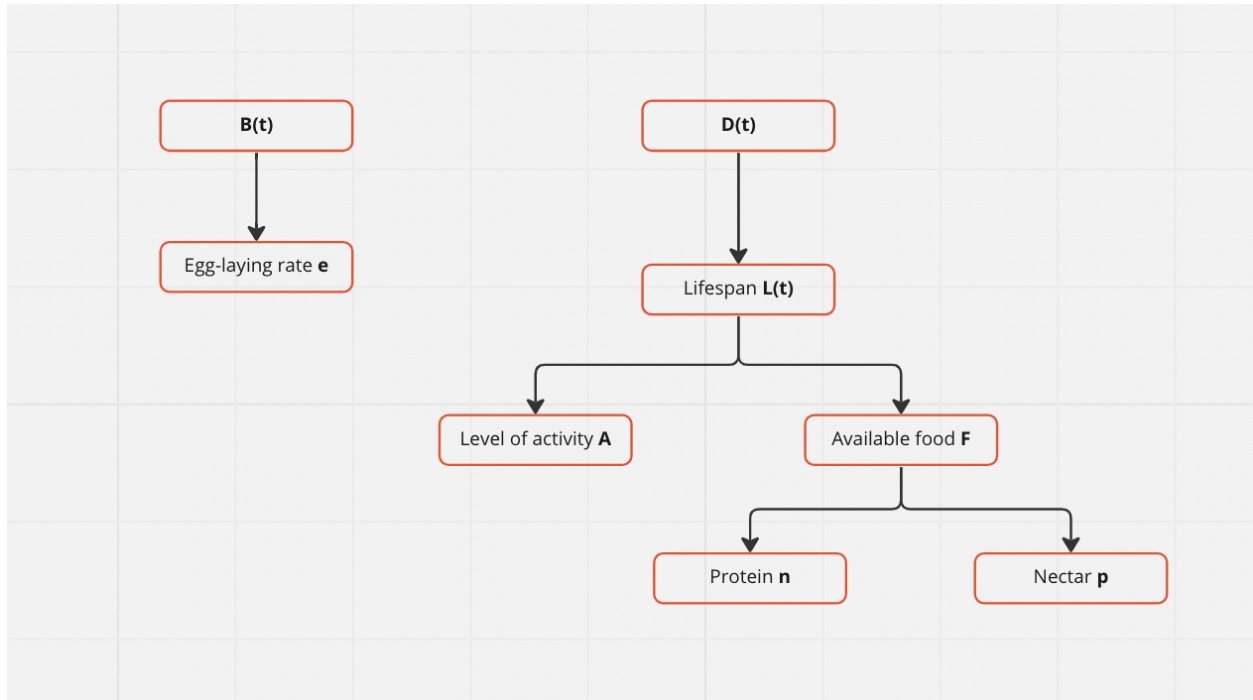 B(t)
D(t)
Egg-laying rate e
Lifespan L(t)
Level of activity A
Available food F
Protein n
Nectar p